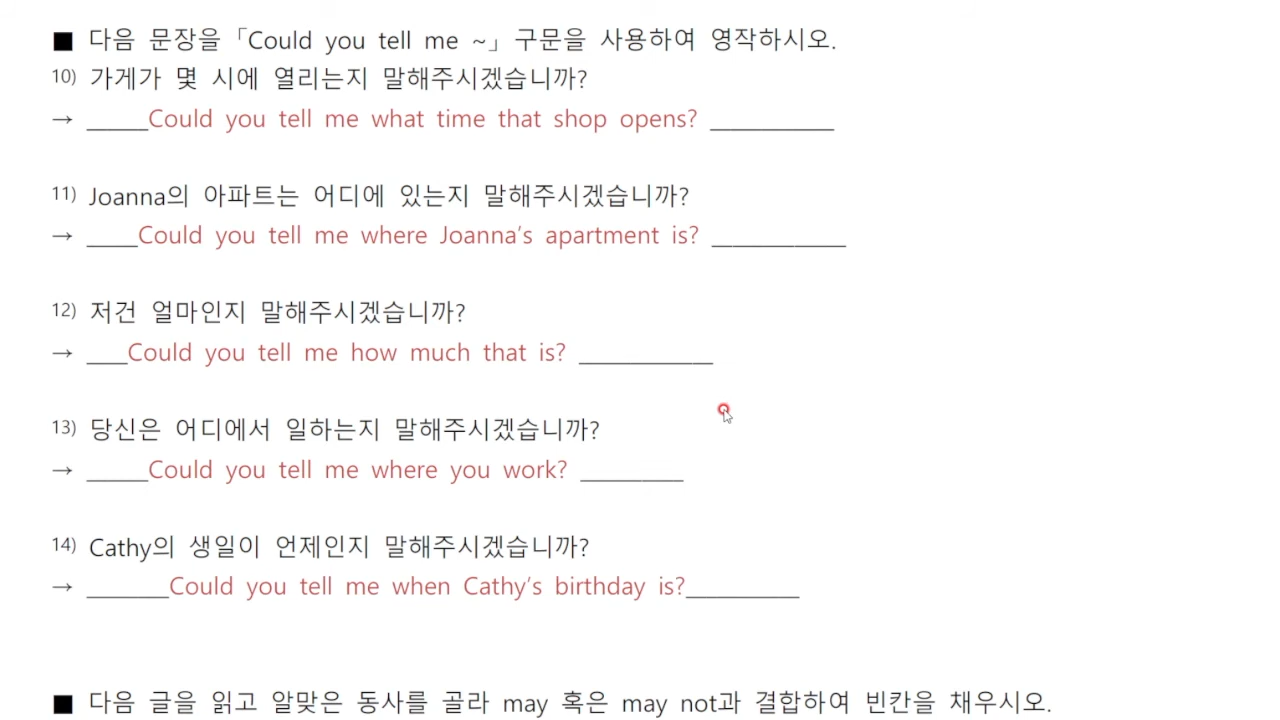 ■ 다음 문장을 「Could you tell me ~」 구문을 사용하여 영작하시오.
10) 가게가 몇 시에 열리는지 말해주시겠습니까?
→ _____Could you tell me what time that shop opens? __________
11) Joanna의 아파트는 어디에 있는지 말해주시겠습니까?
→ ____Could you tell me where Joanna's apartment is? ___________
12) 저건 얼마인지 말해주시겠습니까?
→ ___Could you tell me how much that is? ___________
13) 당신은 어디에서 일하는지 말해주시겠습니까?
→ _____Could you tell me where you work? ________
14) Cathy의 생일이 언제인지 말해주시겠습니까?
→ _______Could you tell me when Cathy's birthday is?_________
■ 다음 글을 읽고 알맞은 동사를 골라 may 혹은 may not과 결합하여 빈칸을 채우시오.